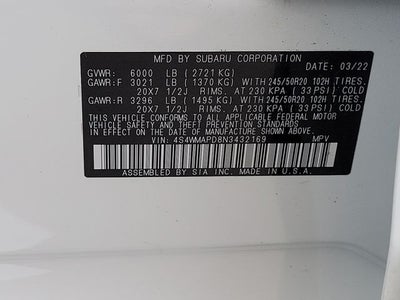 MFD BY SUBARU CORPORATION
GVWR: 6000 LB (2721 KG) DATE: 03/22
GAWR:F 3021 LB (1370 KG) WITH 245/50R20 102H TIRES.
20X7 1/2J RIMS. AT 230 KPA (33 PSI) COLD
GAWR:R 3296 LB (1495 KG) WITH 245/50R20 102H TIRES.
20X7 1/2J RIMS. AT 230 KPA (33 PSI) COLD
THIS VEHICLE CONFORMS TO ALL APPLICABLE FEDERAL MOTOR
VEHICLE SAFETY AND THEFT PREVENTION STANDARDS IN EFFECT
ON THE DATE OF MANUFACTURE SHOWN ABOVE.
VIN: 4S4WMAPD8N3432169 MPV
ASSEMBLED BY SIA INC. MADE IN U.S.A.